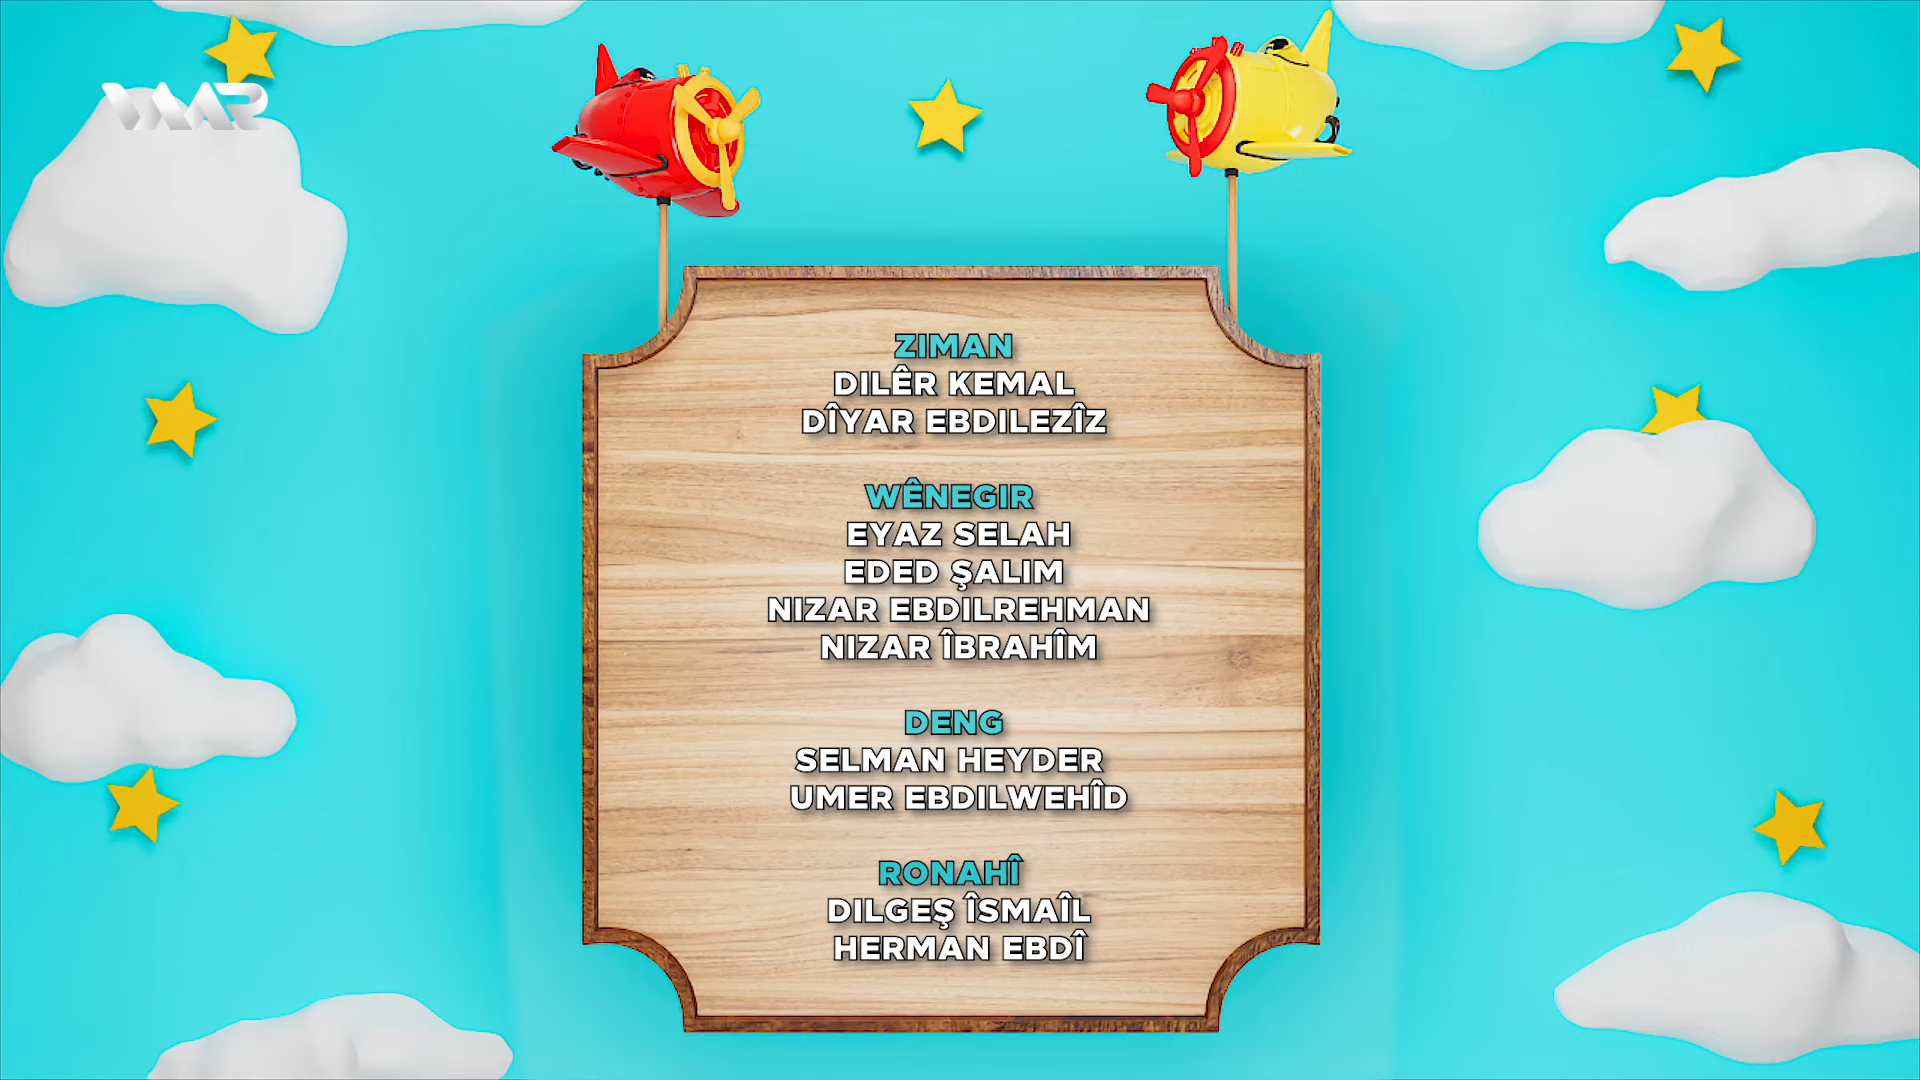 WAAR
ZIMAN
DILÊR KEMAL
DÎYAR EBDILEZÎZ
WÊNEGIR
EYAZ SELAH
EDED ŞALIM
NIZAR EBDILREHMAN
NIZAR ÎBRAHÎM
DENG
SELMAN HEYDER
UMER EBDILWEHÎD
RONAHÎ
DILGEŞ ÎSMAÎL
HERMAN EBDÎ